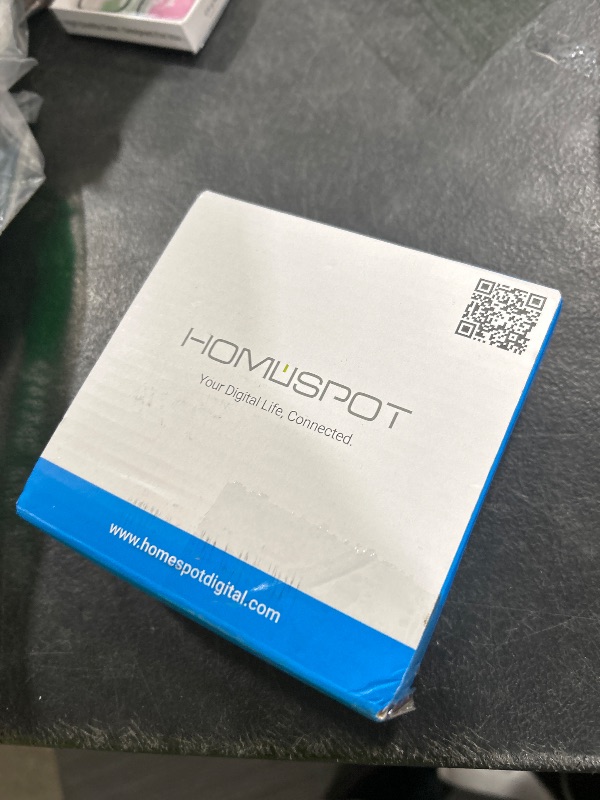 HOMESPOT
Your Digital Life, Connected.
www.homespotdigital.com